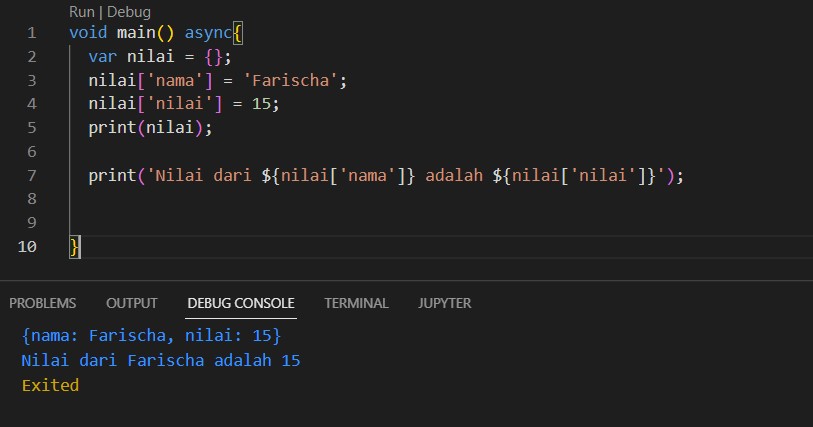 Run | Debug
1 void main() async{
2   var nilai = {};
3   nilai['nama'] = 'Farischa';
4   nilai['nilai'] = 15;
5   print(nilai);
6
7   print('Nilai dari ${nilai['nama']} adalah ${nilai['nilai']}');
8
9
10 }
PROBLEMS OUTPUT DEBUG CONSOLE TERMINAL JUPYTER
{nama: Farischa, nilai: 15}
Nilai dari Farischa adalah 15
Exited